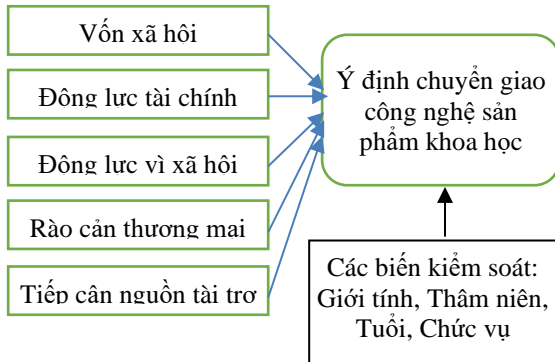 Vốn xã hội
Động lực tài chính
Động lực vì xã hội
Rào cản thương mại
Tiếp cận nguồn tài trợ
Ý định chuyển giao
công nghệ sản
phẩm khoa học
Các biến kiểm soát:
Giới tính, Thâm niên,
Tuổi, Chức vụ